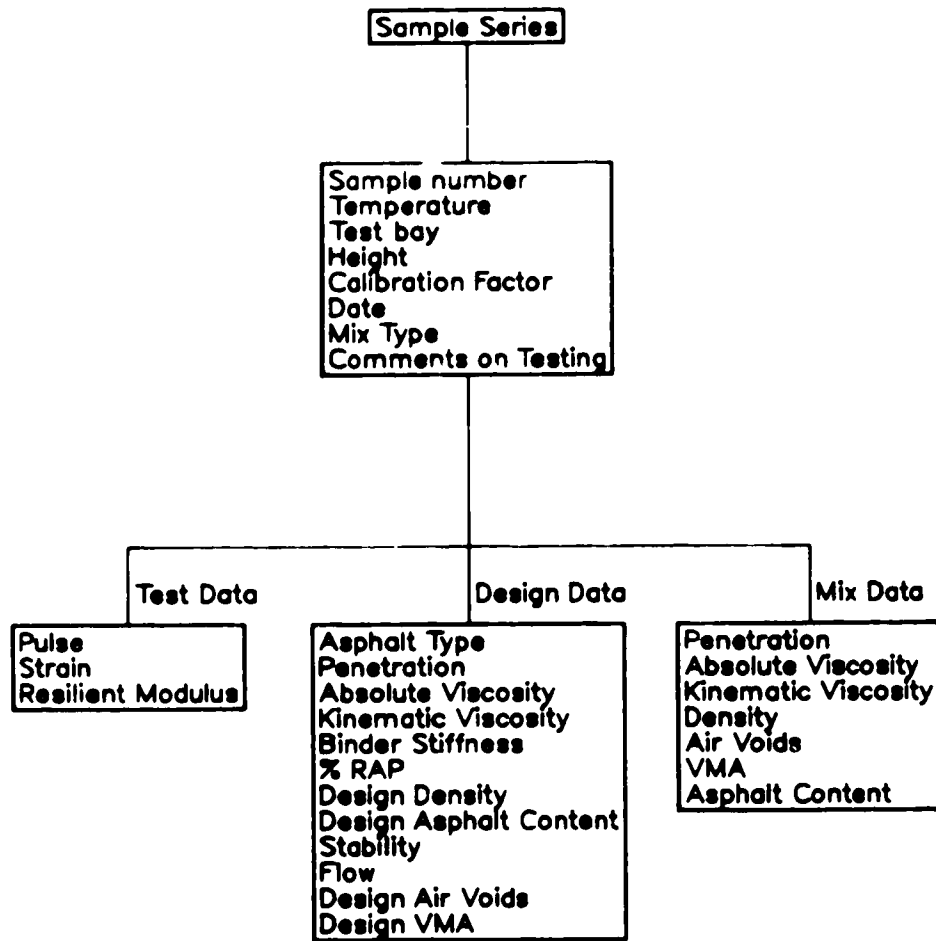 Sample Series
Sample number
Temperature
Test bay
Height
Calibration Factor
Date
Mix Type
Comments on Testing
Test Data
Pulse
Strain
Resilient Modulus
Design Data
Asphalt Type
Penetration
Absolute Viscosity
Kinematic Viscosity
Binder Stiffness
% RAP
Design Density
Design Asphalt Content
Stability
Flow
Design Air Voids
Design VMA
Mix Data
Penetration
Absolute Viscosity
Kinematic Viscosity
Density
Air Voids
VMA
Asphalt Content